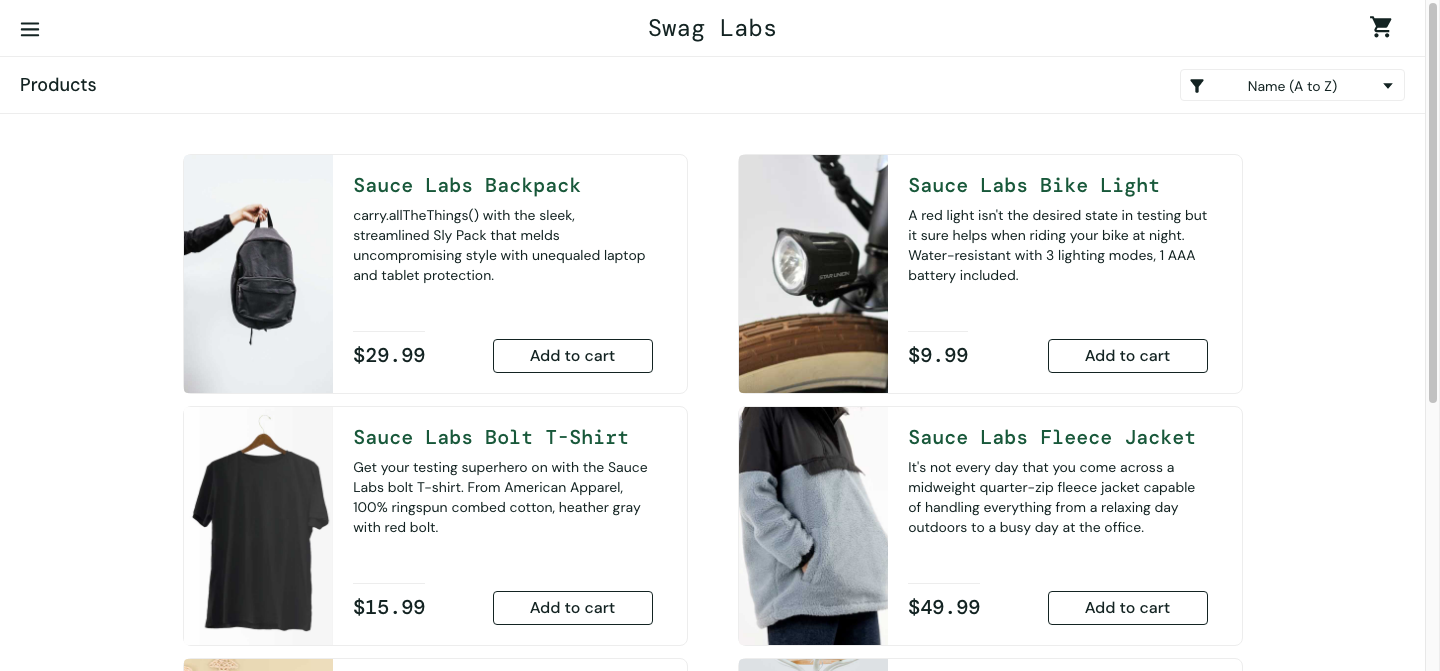 Swag Labs
Products
Name (A to Z)
Sauce Labs Backpack
carry.allTheThings() with the sleek,
streamlined Sly Pack that melds
uncompromising style with unequaled laptop
and tablet protection.
$29.99
Add to cart
Sauce Labs Bike Light
A red light isn't the desired state in testing but
it sure helps when riding your bike at night.
Water-resistant with 3 lighting modes, 1 AAA
battery included.
$9.99
Add to cart
Sauce Labs Bolt T-Shirt
Get your testing superhero on with the Sauce
Labs bolt T-shirt. From American Apparel,
100% ringspun combed cotton, heather gray
with red bolt.
$15.99
Add to cart
Sauce Labs Fleece Jacket
It's not every day that you come across a
midweight quarter-zip fleece jacket capable
of handling everything from a relaxing day
outdoors to a busy day at the office.
$49.99
Add to cart